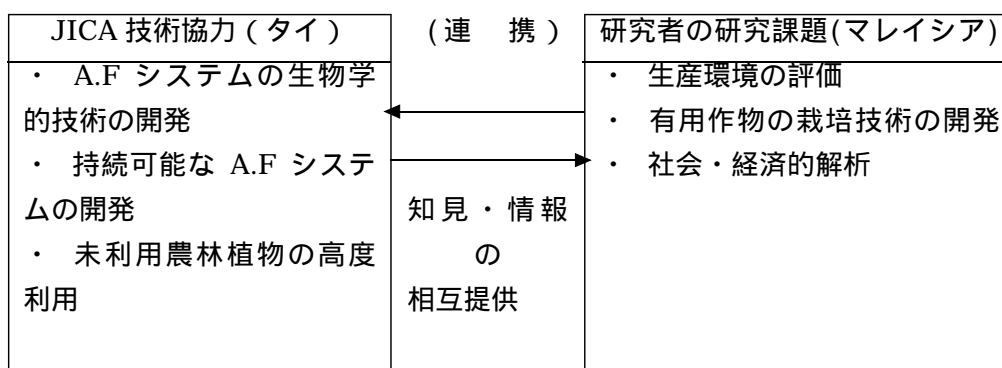 JICA 技術協力(タイ)
・ A.F システムの生物学
的技術の開発
・ 持続可能な A.F システ
ムの開発
・ 未利用農林植物の高度
利用
(連 携)
知見・情報
の
相互提供
研究者の研究課題(マレイシア)
・ 生産環境の評価
・ 有用作物の栽培技術の開発
・ 社会・経済的解析